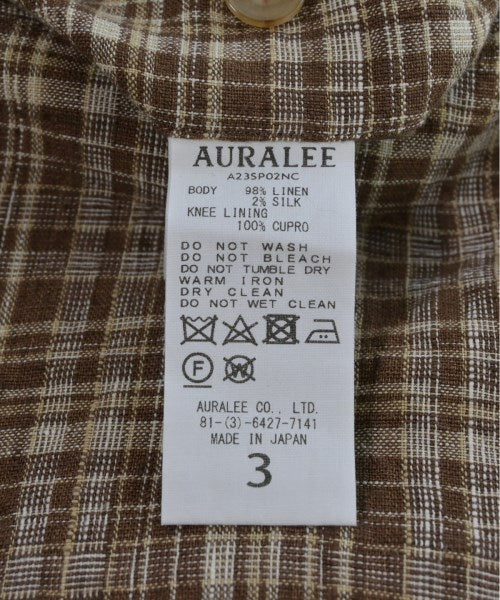 AURALEE
A23SP02NC
BODY 98% LINEN
2% SILK
KNEE LINING
100% CUPRO
DO NOT WASH
DO NOT BLEACH
DO NOT TUMBLE DRY
WARM IRON
DRY CLEAN
DO NOT WET CLEAN
F W
AURALEE CO., LTD.
81-(3)-6427-7141
MADE IN JAPAN
3